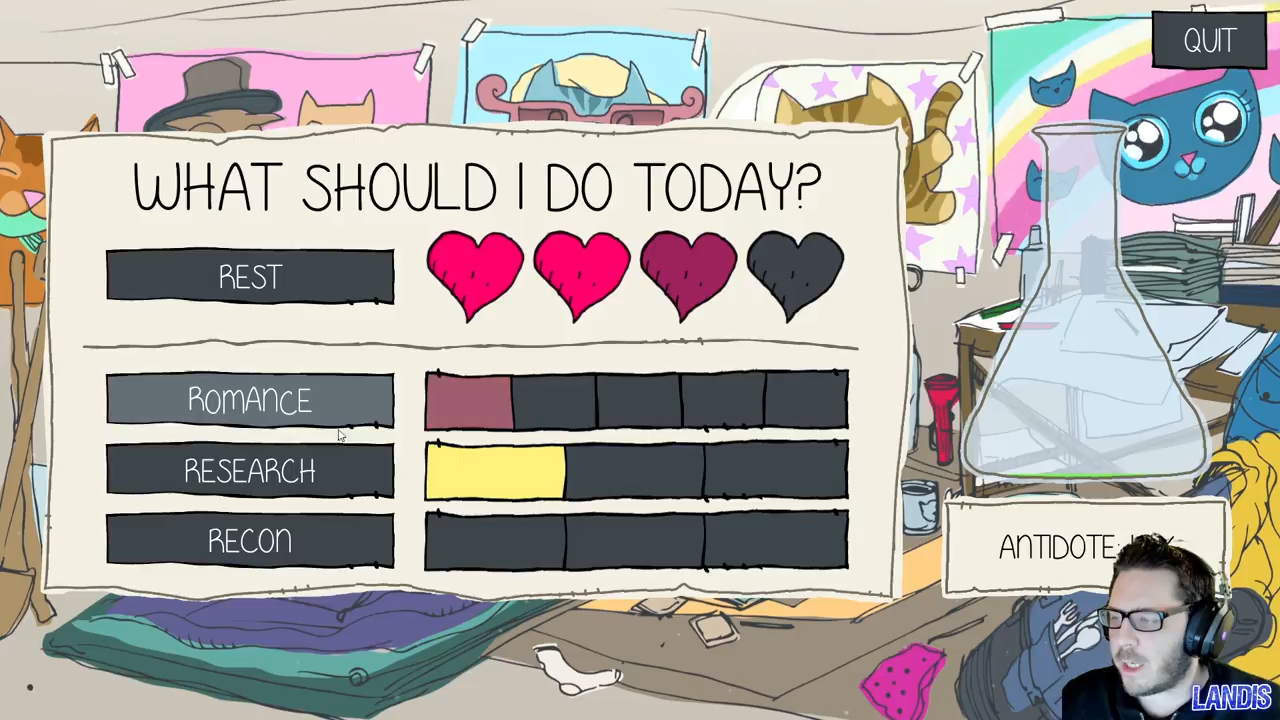 QUIT
WHAT SHOULD I DO TODAY?
REST
ROMANCE
RESEARCH
RECON
ANTIDOTE:
LANDIS